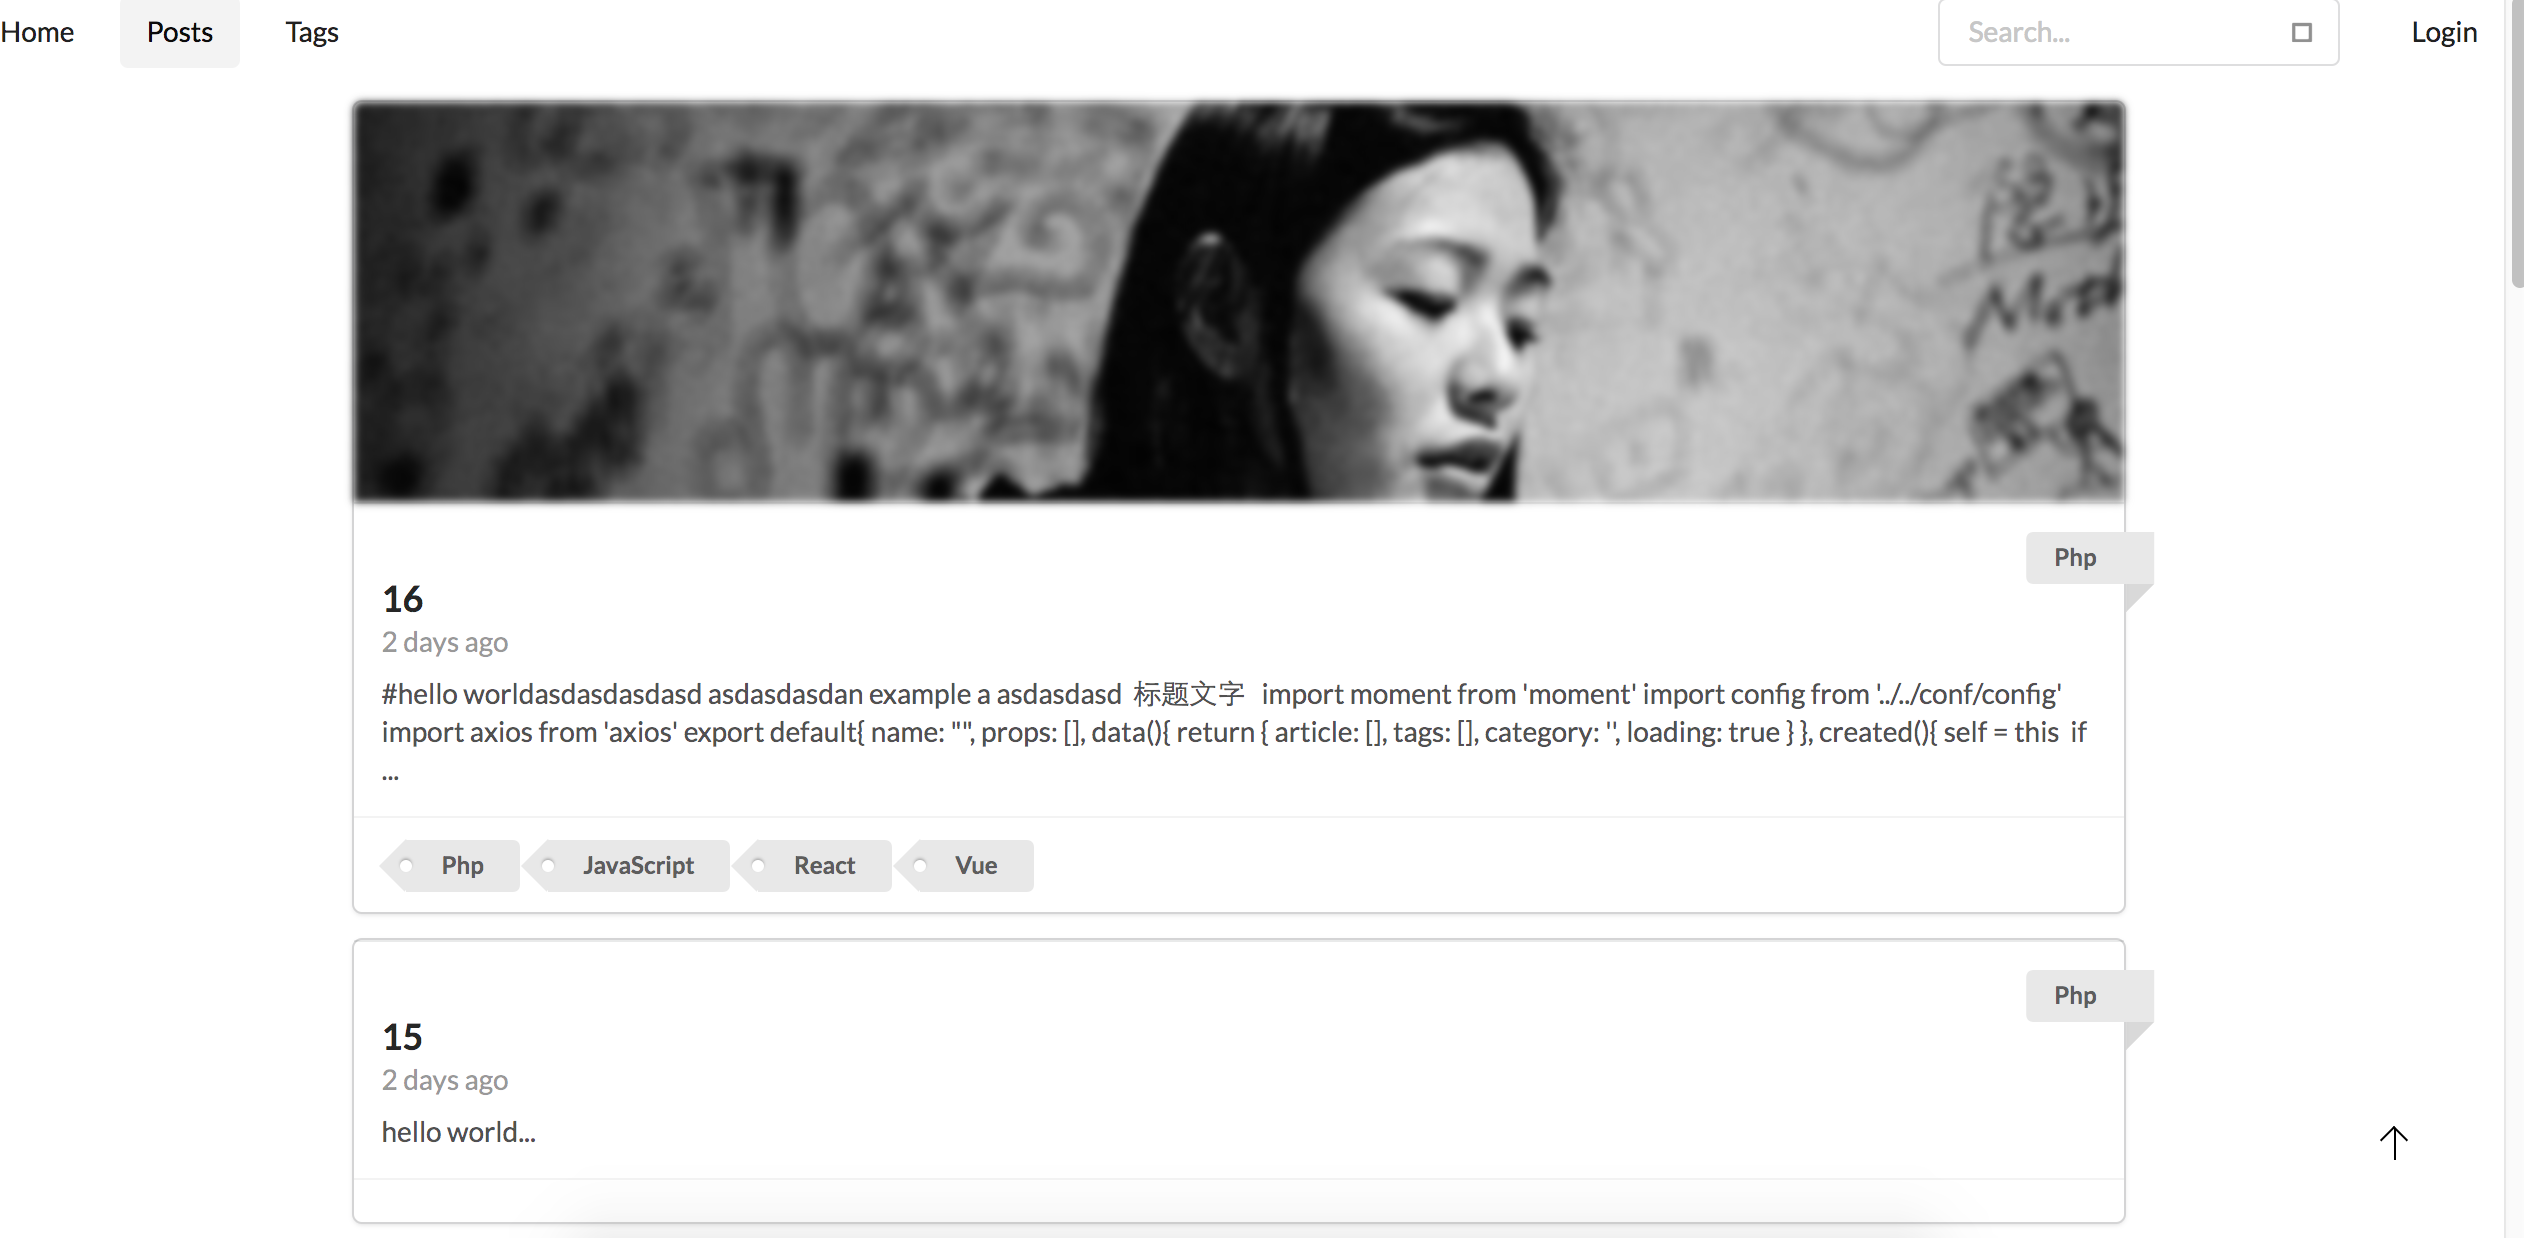 Home Posts Tags Search... Login
Php
16
2 days ago
#hello worldasdasdasdasd asdasdasdan example a asdasdasd 标题文字 import moment from 'moment' import config from '../../conf/config'
import axios from 'axios' export default{ name: "", props: [], data(){ return { article: [], tags: [], category: '', loading: true } }, created(){ self = this if
...
Php JavaScript React Vue
Php
15
2 days ago
hello world...